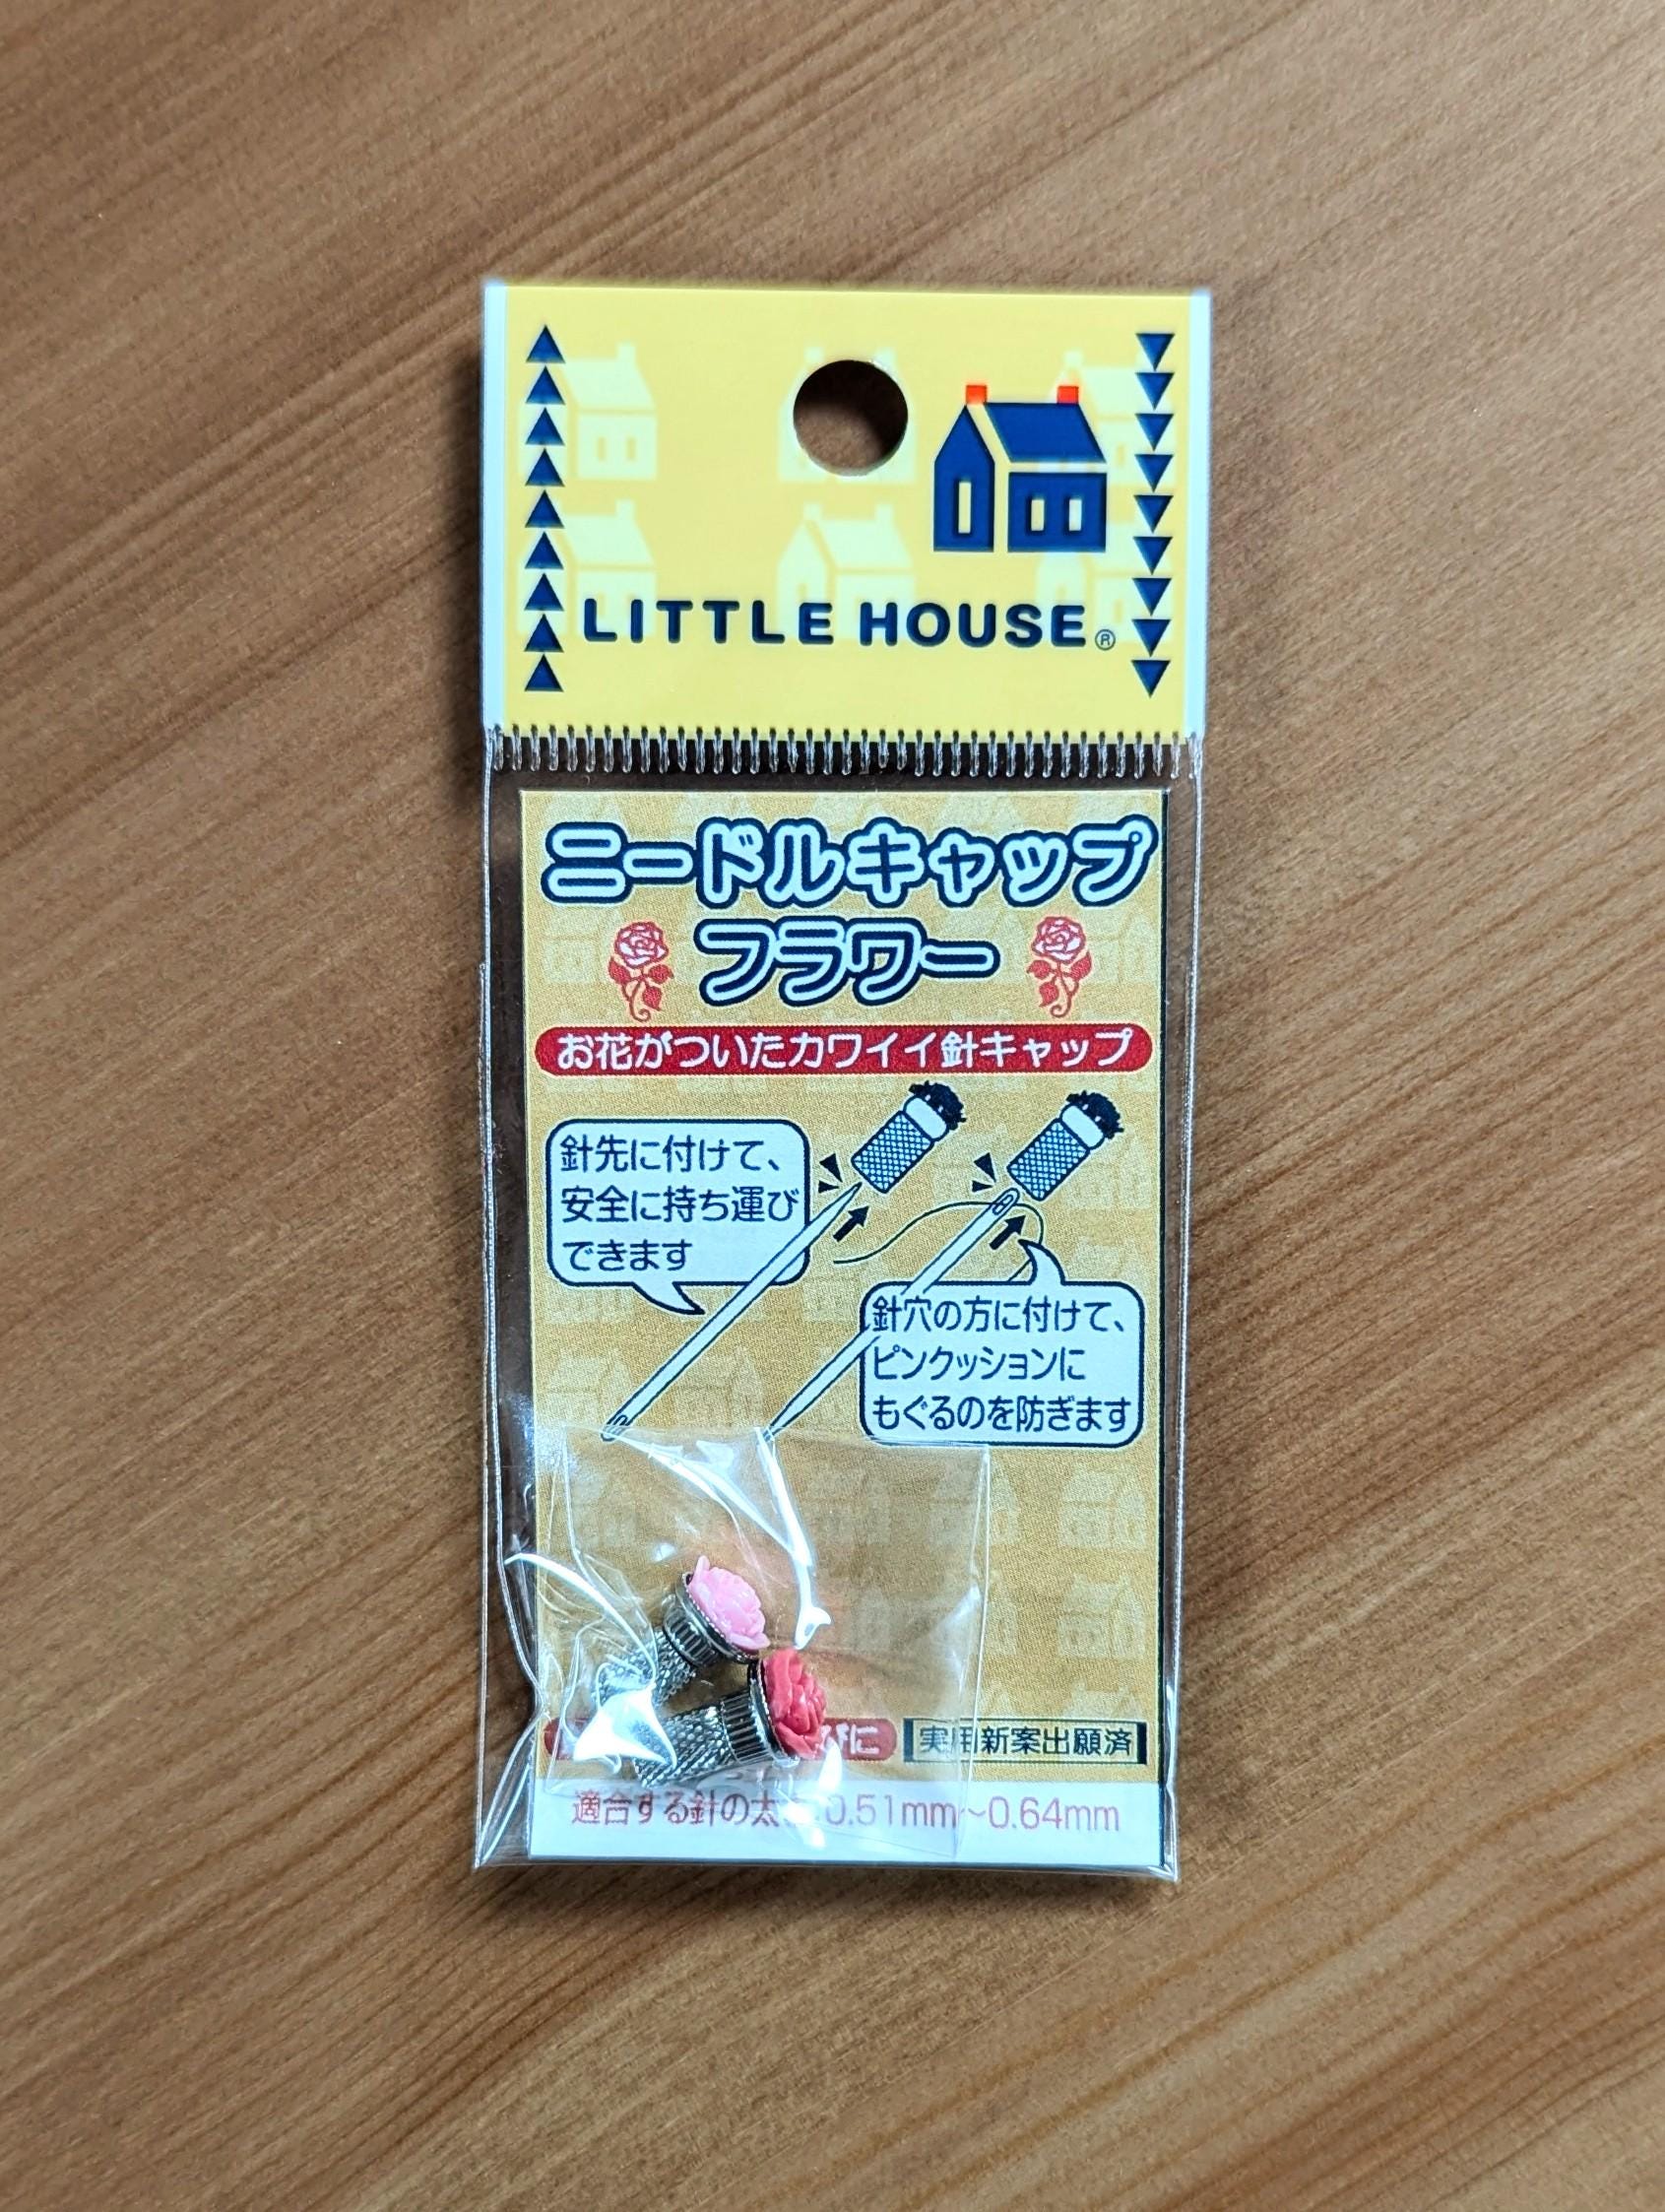 LITTLE HOUSE®
ニードルキャップ
フラワー
お花がついたカワイイ針キャップ
針先に付けて、
安全に持ち運び
できます
針穴の方に付けて、
ピンクッションに
もぐるのを防ぎます
びに
実用新案出願済
適合する針の太 0.51mm〜0.64mm